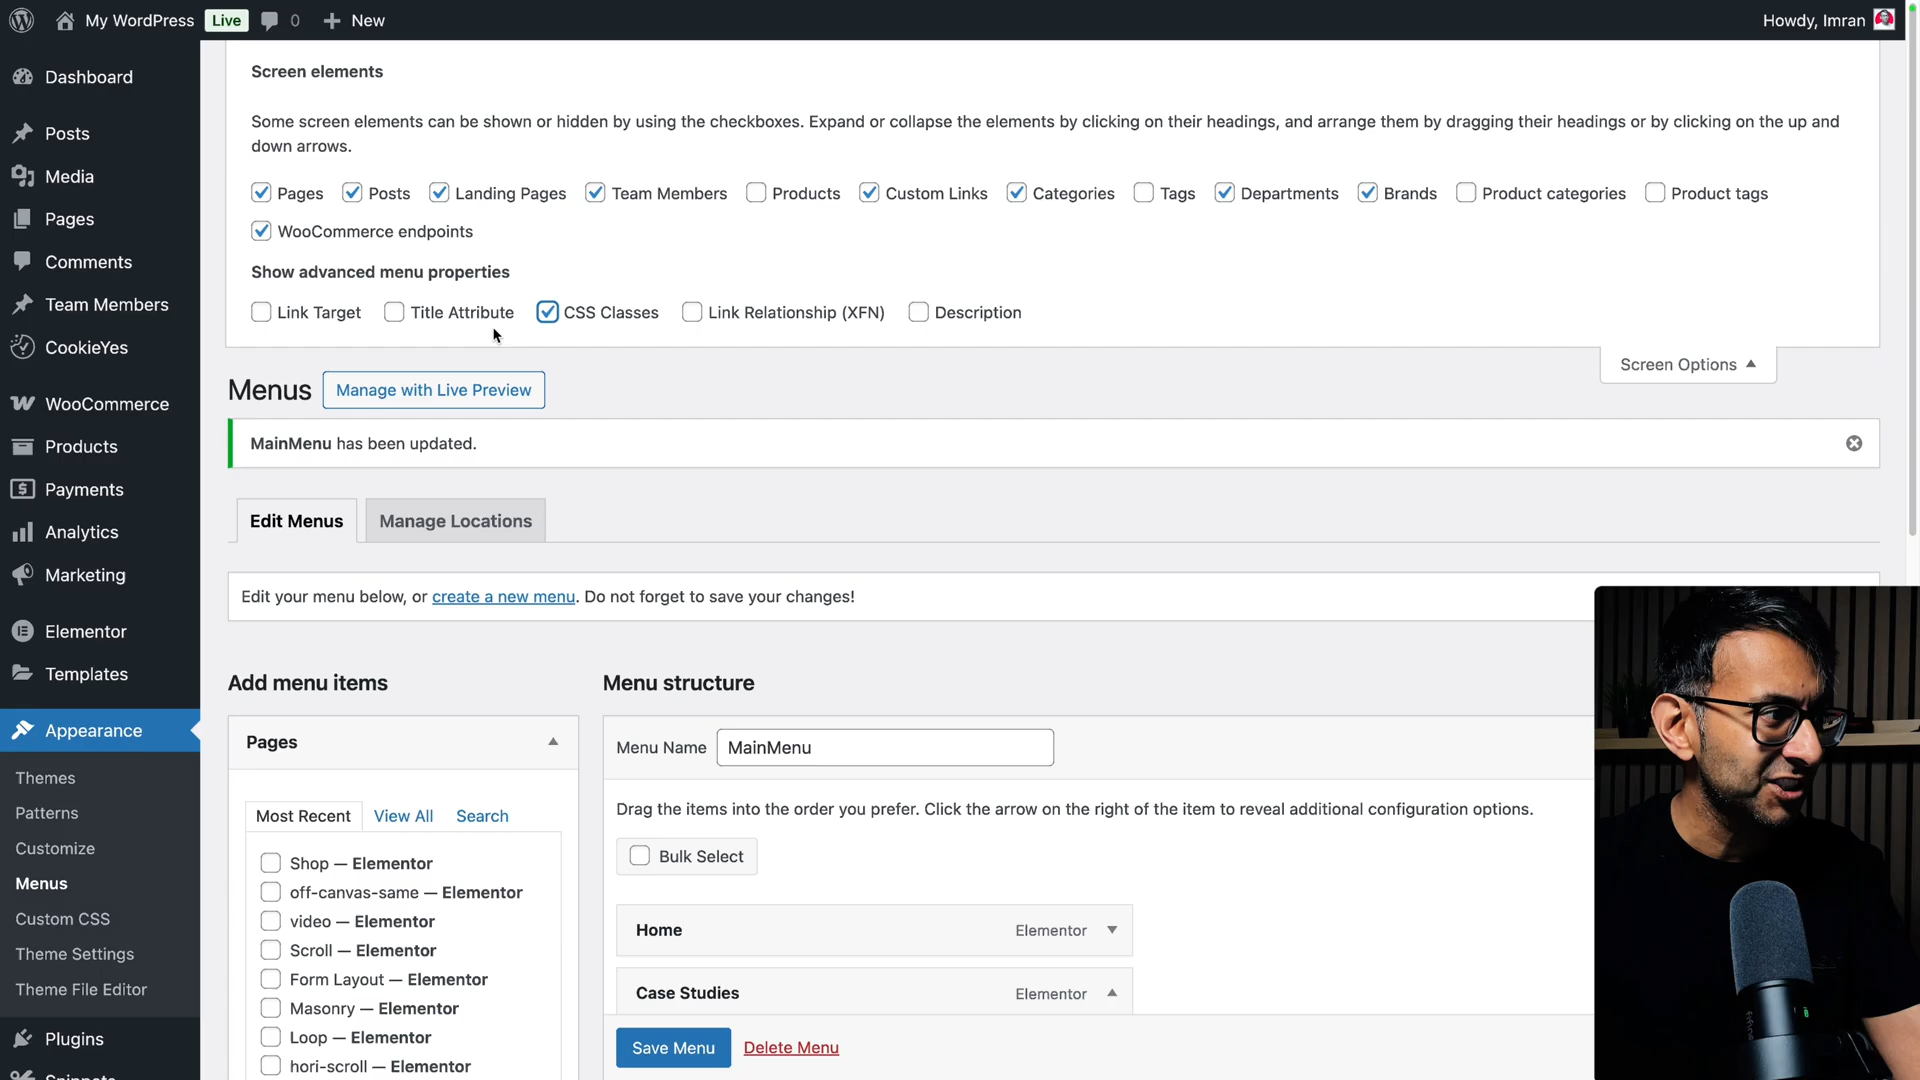 My WordPress Live 0 New Howdy, Imran
Dashboard
Posts
Media
Pages
Comments
Team Members
CookieYes
WooCommerce
Products
Payments
Analytics
Marketing
Elementor
Templates
Appearance
Themes
Patterns
Customize
Menus
Custom CSS
Theme Settings
Theme File Editor
Plugins
Screen elements
Some screen elements can be shown or hidden by using the checkboxes. Expand or collapse the elements by clicking on their headings, and arrange them by dragging their headings or by clicking on the up and
down arrows.
Pages Posts Landing Pages Team Members Products Custom Links Categories Tags Departments Brands Product categories Product tags
WooCommerce endpoints
Show advanced menu properties
Link Target Title Attribute CSS Classes Link Relationship (XFN) Description
Screen Options
Menus Manage with Live Preview
MainMenu has been updated.
Edit Menus Manage Locations
Edit your menu below, or create a new menu. Do not forget to save your changes!
Add menu items
Pages
Most Recent View All Search
Shop — Elementor
off-canvas-same — Elementor
video — Elementor
Scroll — Elementor
Form Layout — Elementor
Masonry — Elementor
Loop — Elementor
hori-scroll — Elementor
Menu structure
Menu Name MainMenu
Drag the items into the order you prefer. Click the arrow on the right of the item to reveal additional configuration options.
Bulk Select
Home Elementor
Case Studies Elementor
Save Menu Delete Menu